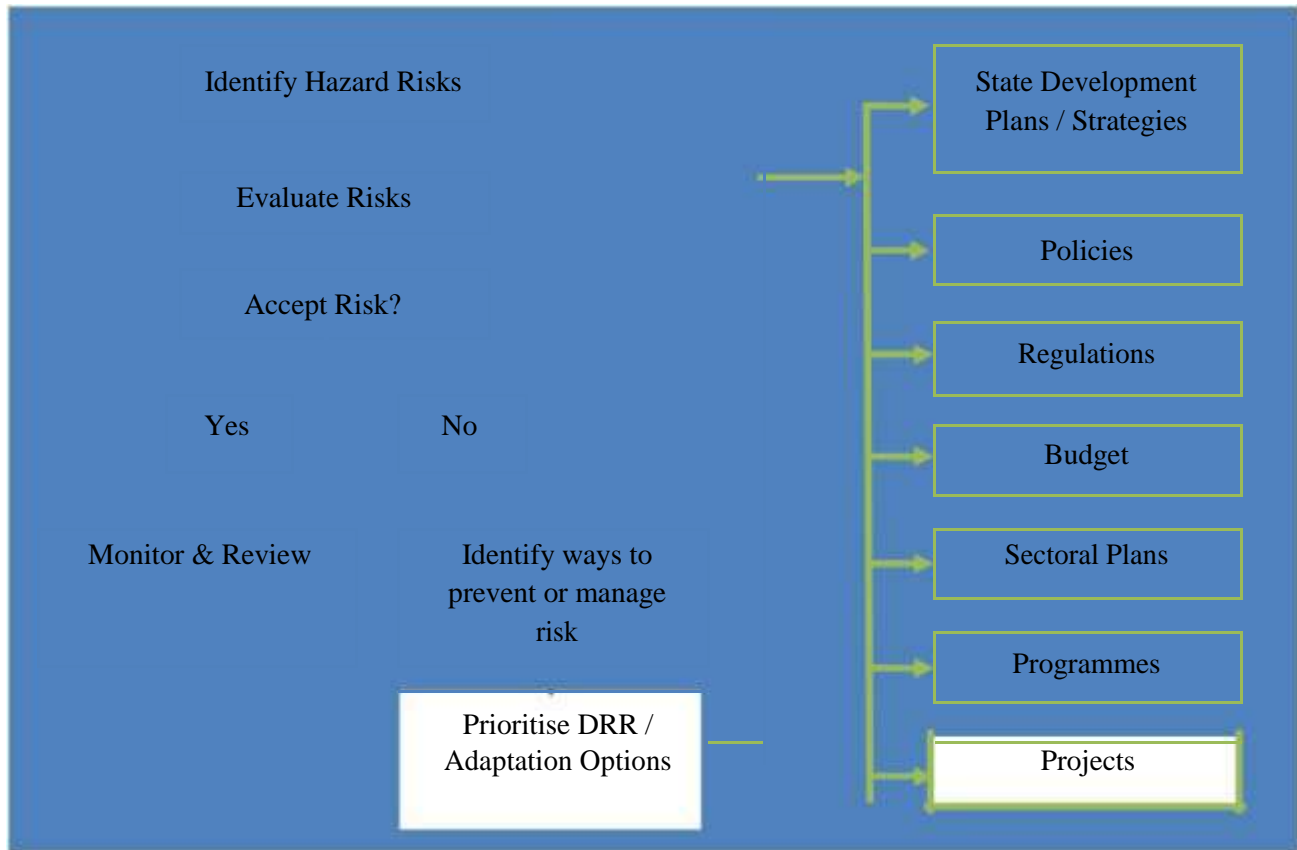 Identify Hazard Risks
Evaluate Risks
Accept Risk?
Yes
No
Monitor & Review
Identify ways to
prevent or manage
risk
Prioritise DRR /
Adaptation Options
State Development
Plans / Strategies
Policies
Regulations
Budget
Sectoral Plans
Programmes
Projects